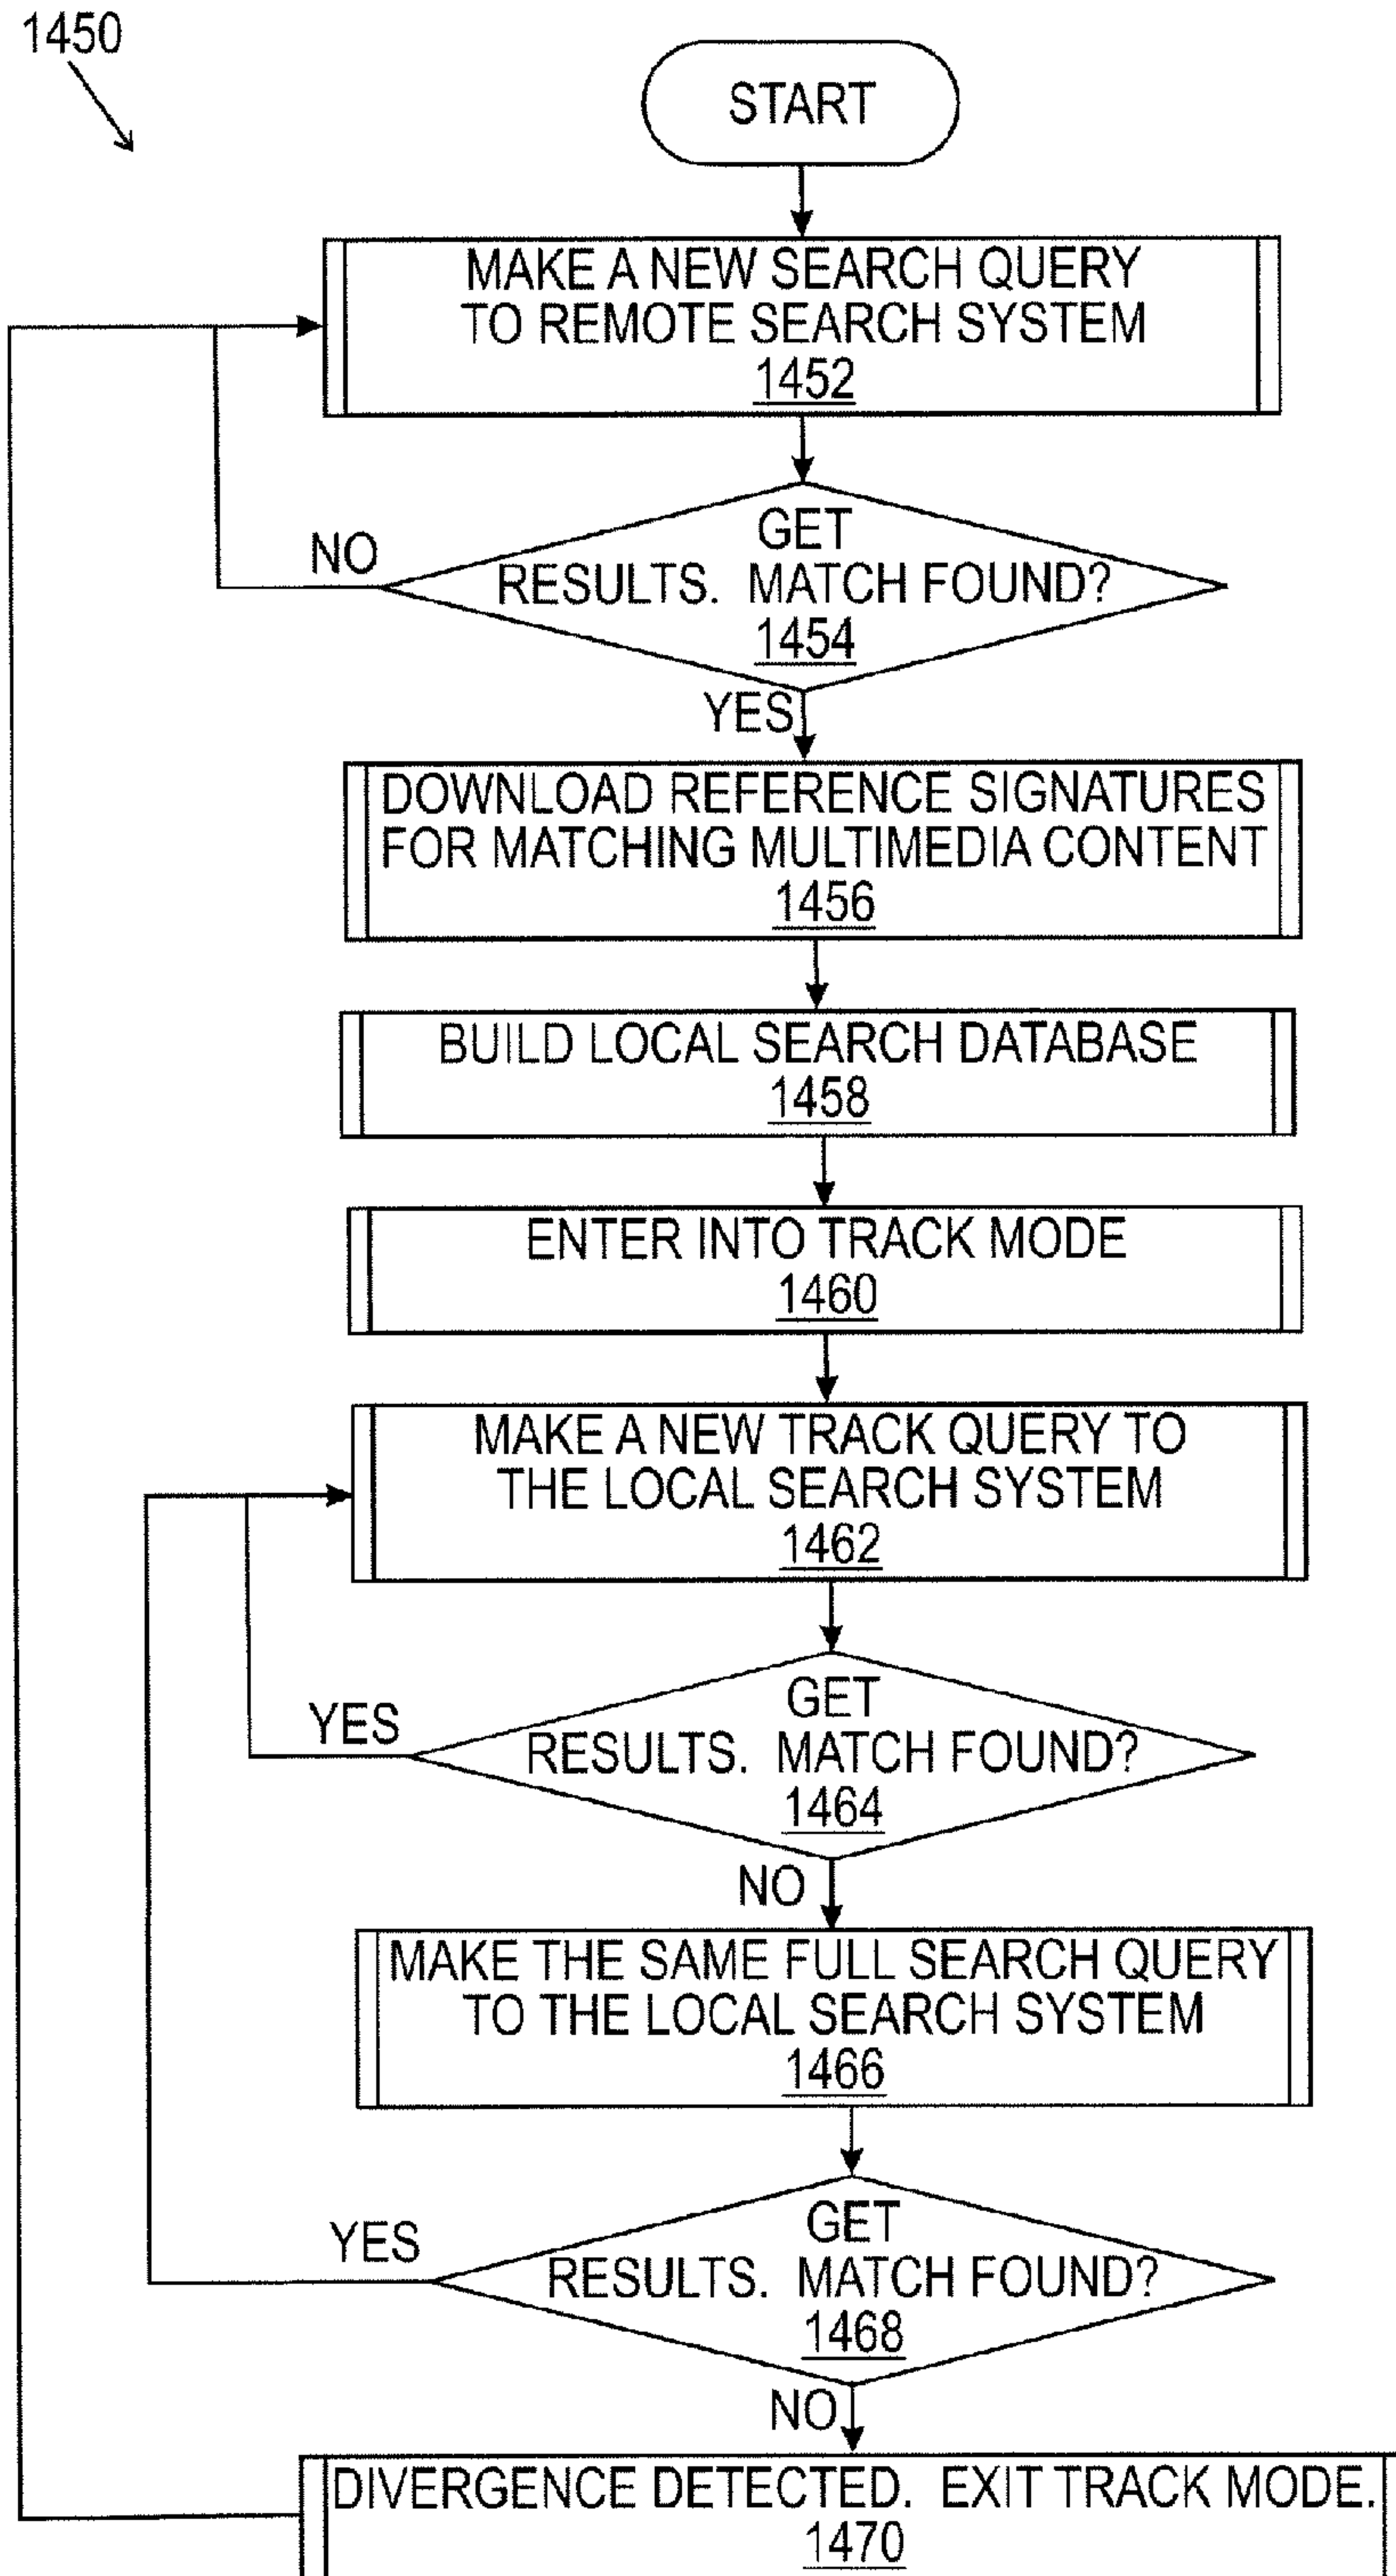 1450
START
MAKE A NEW SEARCH QUERY
TO REMOTE SEARCH SYSTEM
1452
NO
GET
RESULTS. MATCH FOUND?
1454
YES
DOWNLOAD REFERENCE SIGNATURES
FOR MATCHING MULTIMEDIA CONTENT
1456
BUILD LOCAL SEARCH DATABASE
1458
ENTER INTO TRACK MODE
1460
MAKE A NEW TRACK QUERY TO
THE LOCAL SEARCH SYSTEM
1462
YES
GET
RESULTS. MATCH FOUND?
1464
NO
MAKE THE SAME FULL SEARCH QUERY
TO THE LOCAL SEARCH SYSTEM
1466
YES
GET
RESULTS. MATCH FOUND?
1468
NO
DIVERGENCE DETECTED. EXIT TRACK MODE.
1470